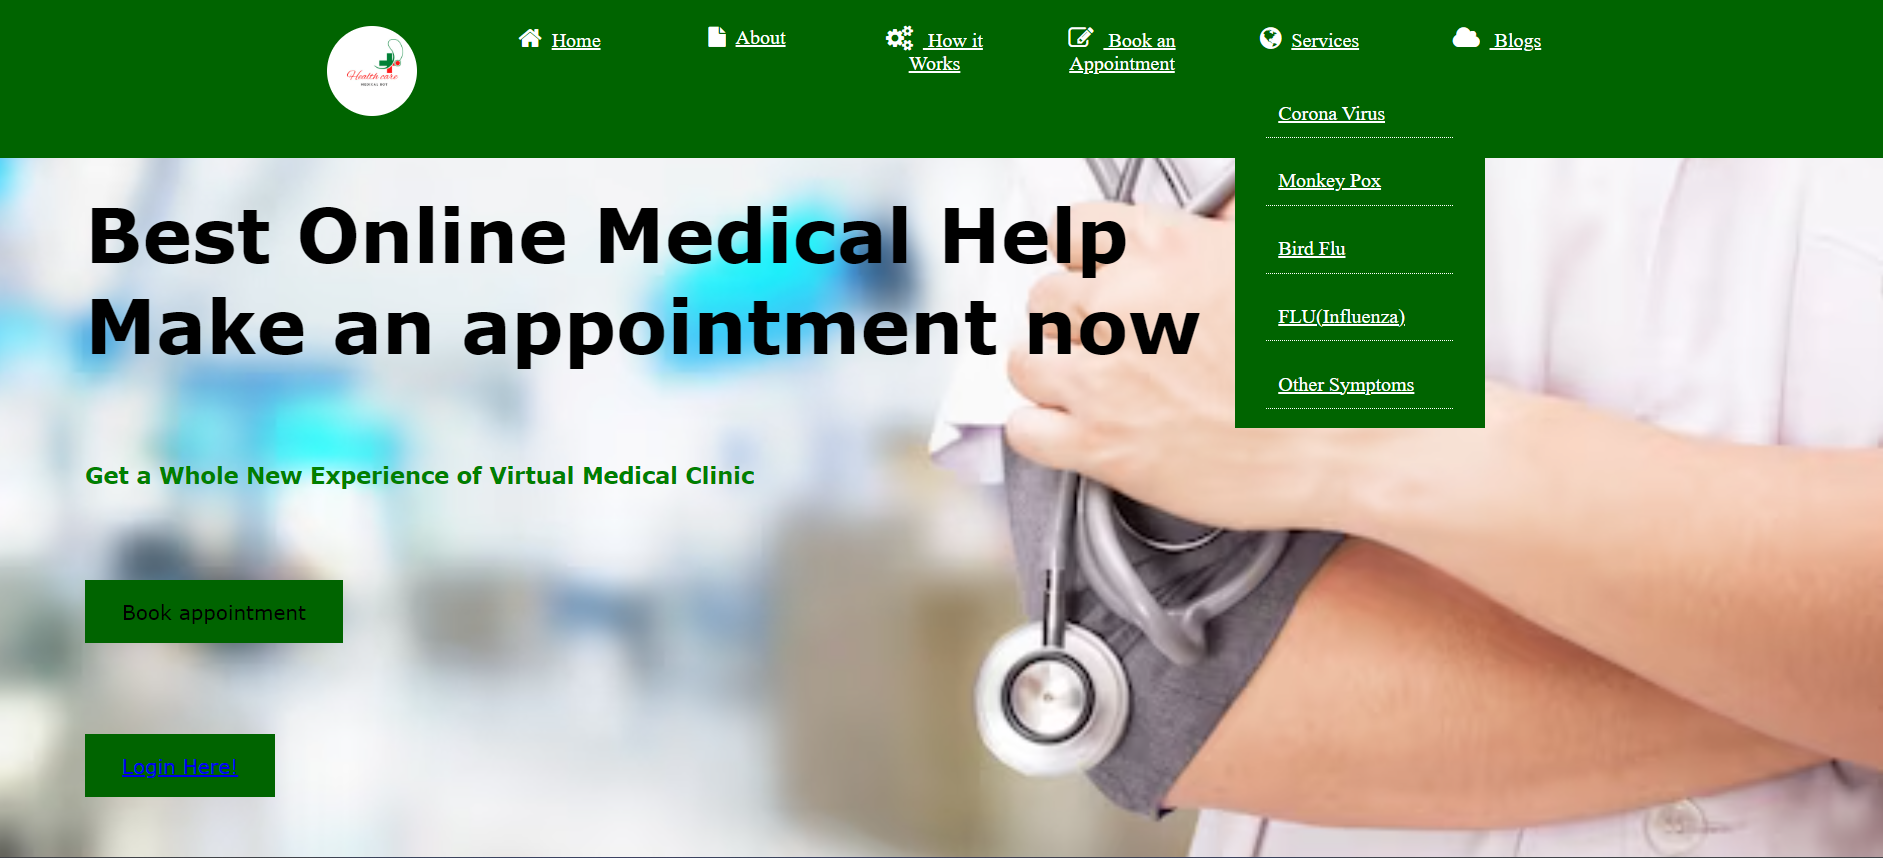 Health care
MEDICAL BOT
Home
About
How it
Works
Book an
Appointment
Services
Blogs
Corona Virus
Monkey Pox
Bird Flu
FLU(Influenza)
Other Symptoms
Best Online Medical Help
Make an appointment now
Get a Whole New Experience of Virtual Medical Clinic
Book appointment
Login Here!